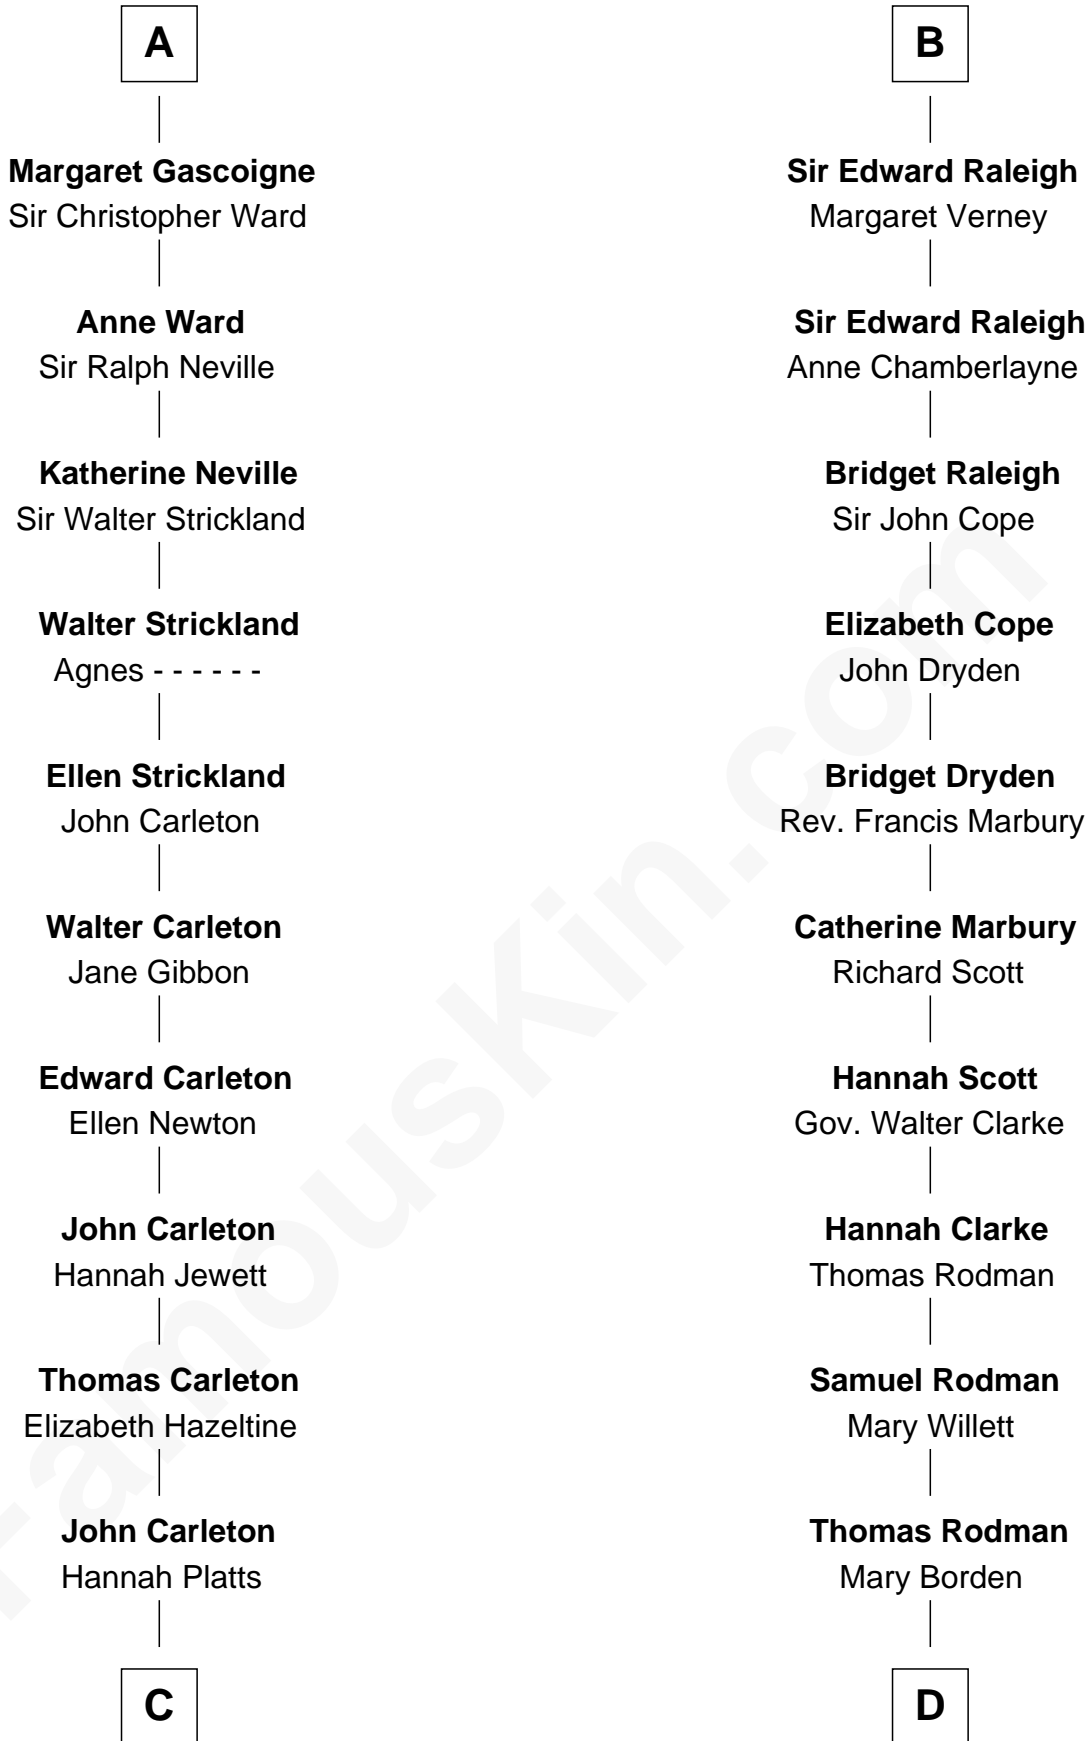 A
Margaret Gascoigne
Sir Christopher Ward
Anne Ward
Sir Ralph Neville
Katherine Neville
Sir Walter Strickland
Walter Strickland
Agnes - - - - - -
Ellen Strickland
John Carleton
Walter Carleton
Jane Gibbon
Edward Carleton
Ellen Newton
John Carleton
Hannah Jewett
Thomas Carleton
Elizabeth Hazeltine
John Carleton
Hannah Platts
C
B
Sir Edward Raleigh
Margaret Verney
Sir Edward Raleigh
Anne Chamberlayne
Bridget Raleigh
Sir John Cope
Elizabeth Cope
John Dryden
Bridget Dryden
Rev. Francis Marbury
Catherine Marbury
Richard Scott
Hannah Scott
Gov. Walter Clarke
Hannah Clarke
Thomas Rodman
Samuel Rodman
Mary Willett
Thomas Rodman
Mary Borden
D
FamousKin.com